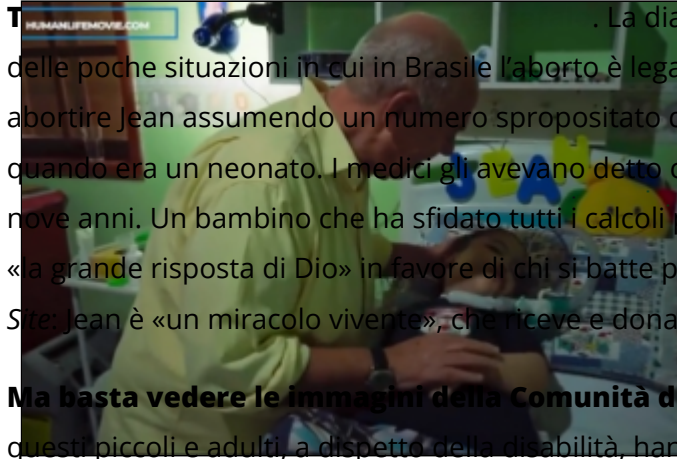 T HUMANLIFEMOVIE.COM . La dia
delle poche situazioni in cui in Brasile l'aborto è lega
abortire Jean assumendo un numero spropositato d
quando era un neonato. I medici gli avevano detto c
nove anni. Un bambino che ha sfidato tutti i calcoli p
«la grande risposta di Dio» in favore di chi si batte p
Site: Jean è «un miracolo vivente», che riceve e dona
Ma basta vedere le immagini della Comunità d
questi piccoli e adulti, a dispetto della disabilità, han
JEAN